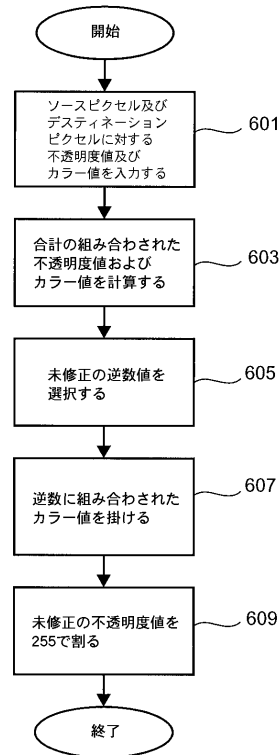 開始
ソースピクセル及び
デスティネーション
ピクセルに対する
不透明度値及び
カラー値を入力する
601
合計の組み合わされた
不透明度値および
カラー値を計算する
603
未修正の逆数値を
選択する
605
逆数に組み合わされた
カラー値を掛ける
607
未修正の不透明度値を
255で割る
609
終了